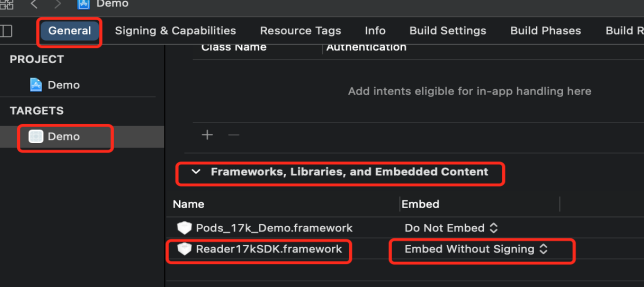 Demo
General Signing & Capabilities Resource Tags Info Build Settings Build Phases Build R
PROJECT
Demo
TARGETS
Demo
Class Name Authentication
Add intents eligible for in-app handling here
Frameworks, Libraries, and Embedded Content
Name Embed
Pods_17k_Demo.framework Do Not Embed
Reader17kSDK.framework Embed Without Signing